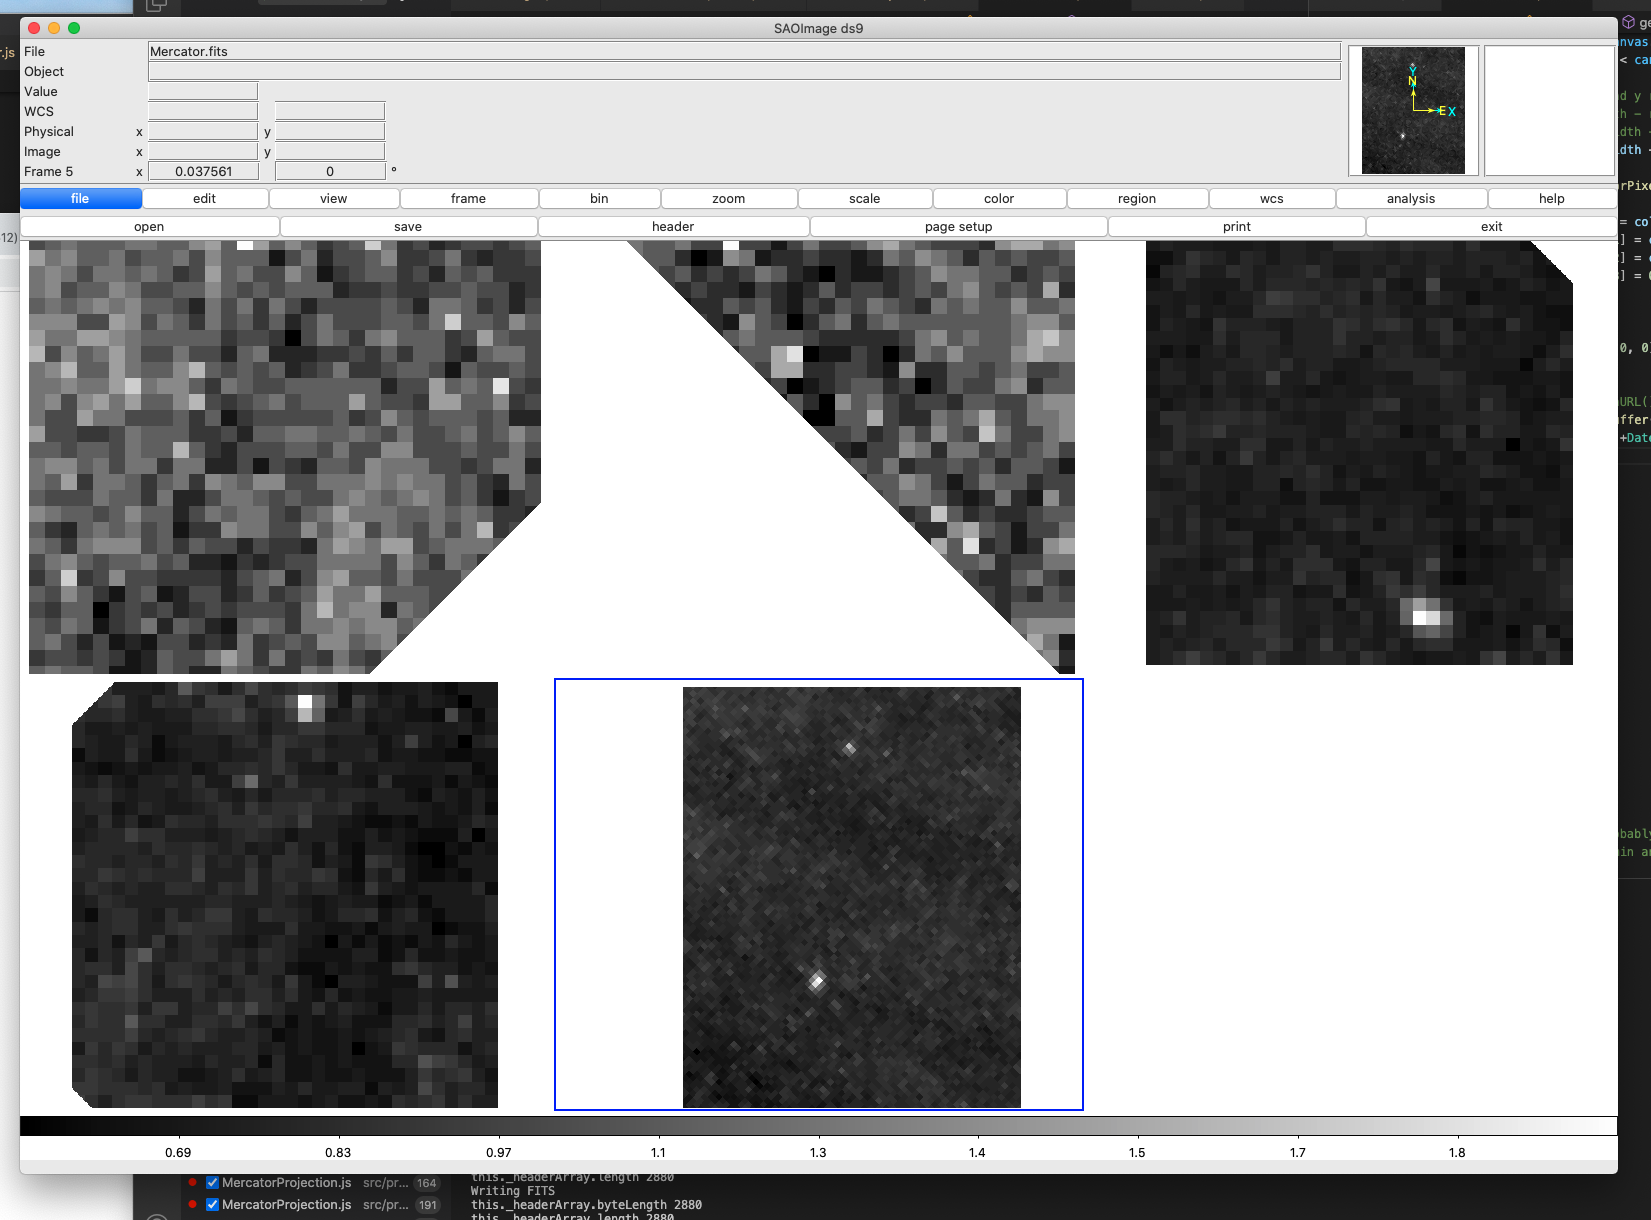 SAOImage ds9
File Mercator.fits
Object
Value
WCS
Physical x y
Image x y
Frame 5 x 0.037561 0 °
Y
N
E X
file edit view frame bin zoom scale color region wcs analysis help
open save header page setup print exit
0.69 0.83 0.97 1.1 1.3 1.4 1.5 1.7 1.8
MercatorProjection.js src/pr... 164
MercatorProjection.js src/pr... 191
this._headerArray.length 2880
Writing FITS
this._headerArray.byteLength 2880
this._headerArray.length 2880